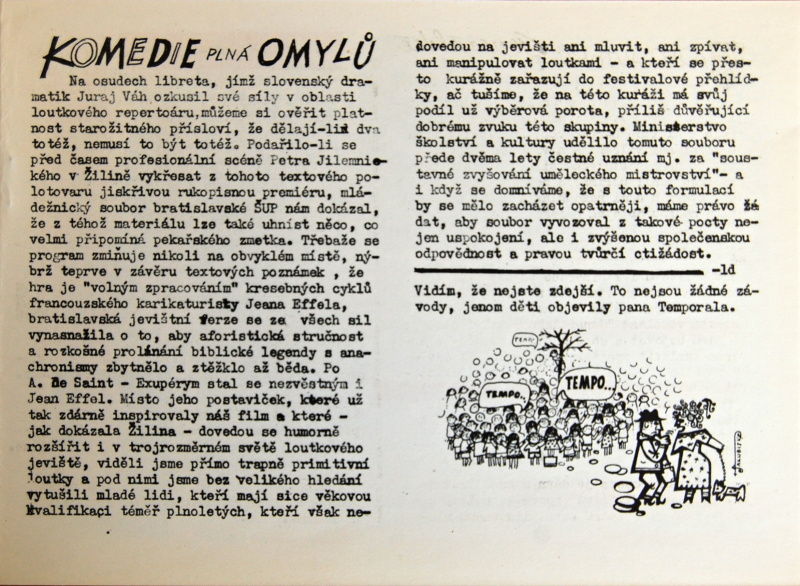 KOMEDIE PLNÁ OMYLŮ
Na osudech libreta, jímž slovenský dra-
matik Juraj Váh ozkusil své síly v oblasti
loutkového repertoáru,můžeme si ověřit plat-
nost starožitného přísloví, že dělají-li dva
totéž, nemusí to být totéž. Podařilo-li se
před časem profesionální scéně Petra Jilemnic-
kého v Žilině vykřesat z tohoto textového po-
lotovaru jiskřivou rukopisnou premiéru, mlá-
dežnický soubor bratislavské ŠUP nám dokázal,
že z téhož materiálu lze také uhníst něco, co
velmi připomíná pekařského zmetka. Třebaže se
program zmiňuje nikoli na obvyklém místě, ný-
brž teprve v závěru textových poznámek , že
hra je "volným zpracováním" kresebných cyklů
francouzského karikaturisty Jeana Effela,
bratislavská jevištní verze se ze všech sil
vynasnažila o to, aby aforistická stručnost
a rozkošné prolínání biblické legendy s ana-
chronismy zbytnělo a ztěžklo až běda. Po
A. de Saint - Exupérym stal se nezvěstným i
Jean Effel. Místo jeho postaviček, které už
tak zdárně inspirovaly náš film a které -
jak dokázala Žilina - dovedou se humorně
rozšířit i v trojrozměrném světě loutkového
jeviště, viděli jsme přímo trapně primitivní
loutky a pod nimi jsme bez velikého hledání
vytušili mladé lidi, kteří mají sice věkovou
kvalifikaci téměř plnoletých, kteří však ne-
dovedou na jevišti ani mluvit, ani zpívat,
ani manipulovat loutkami - a kteří se přes-
to kurážně zařazují do festivalové přehlíd-
ky, ač tušíme, že na této kuráži má svůj
podíl už výběrová porota, příliš důvěřující
dobrému zvuku této skupiny. Ministerstvo
školství a kultury udělilo tomuto souboru
přede dvěma lety čestné uznání mj. za "sous-
tavné zvyšování uměleckého mistrovství"- a
i když se domníváme, že s touto formulací
by se mělo zacházet opatrněji, máme právo žá
dat, aby soubor vyvozoval z takové pocty ne-
jen uspokojení, ale i zvýšenou společenskou
odpovědnost a pravou tvůrčí ctižádost.
-ld
Vidím, že nejste zdejší. To nejsou žádné zá-
vody, jenom děti objevily pana Temporala.
TEMPO
TEMPO..
TEMPO...